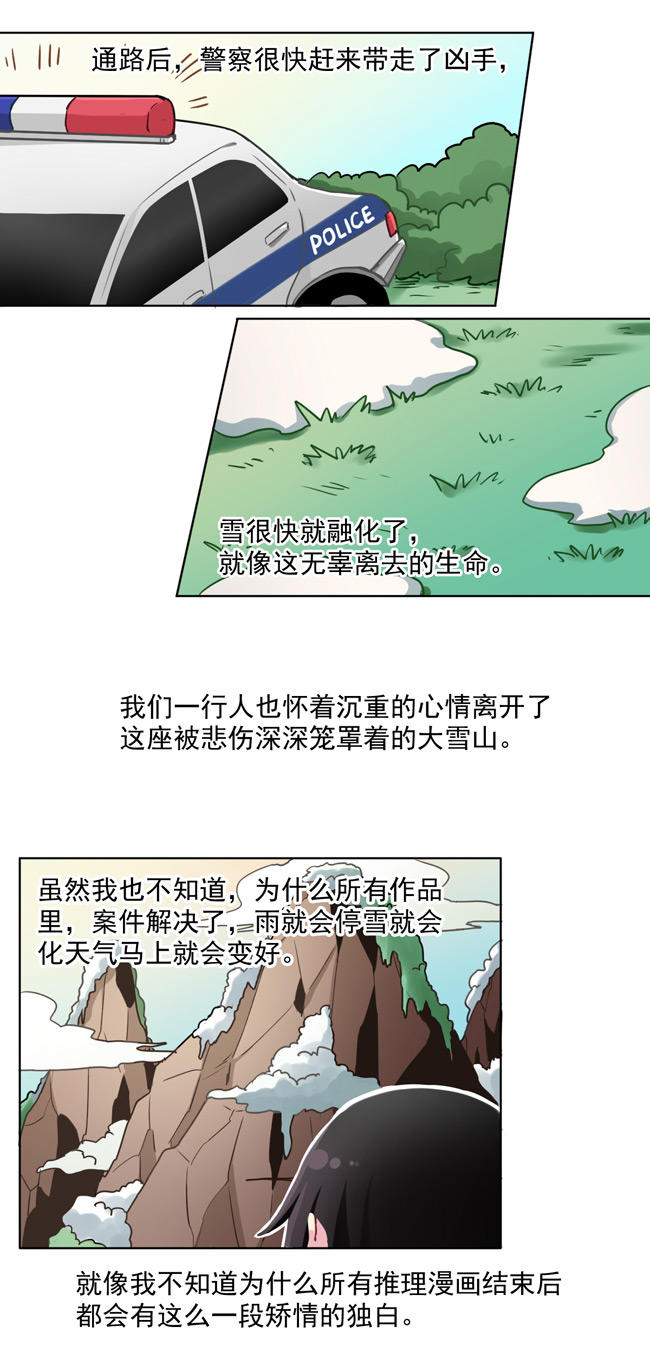 通路后，警察很快赶来带走了凶手，
POLICE
雪很快就融化了，
就像这无辜离去的生命。
我们一行人也怀着沉重的心情离开了
这座被悲伤深深笼罩着的大雪山。
虽然我也不知道，为什么所有作品
里，案件解决了，雨就会停雪就会
化天气马上就会变好。
就像我不知道为什么所有推理漫画结束后
都会有这么一段矫情的独白。